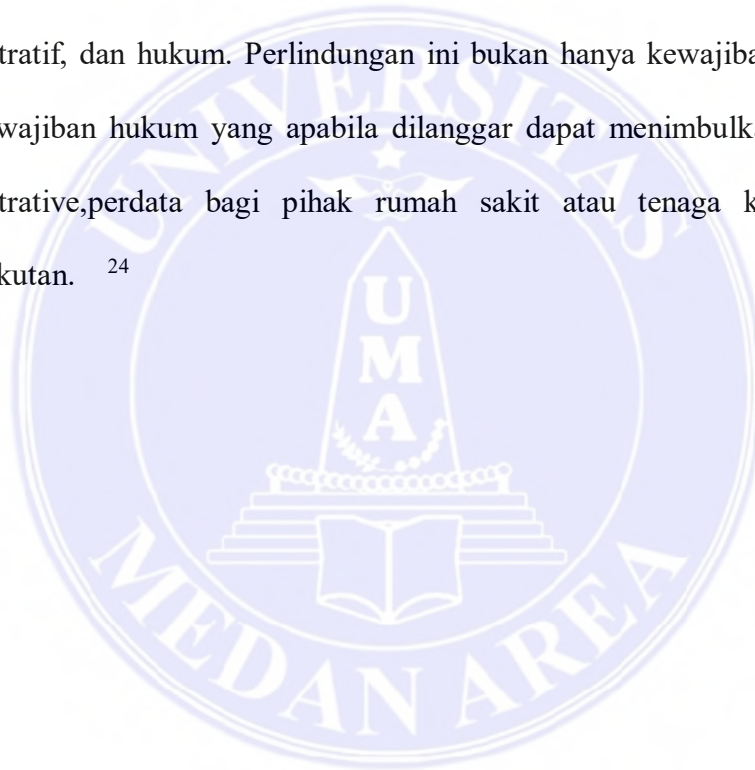 tratif, dan hukum. Perlindungan ini bukan hanya kewajiba
wajiban hukum yang apabila dilanggar dapat menimbulk
trative,perdata bagi pihak rumah sakit atau tenaga k
kutan. 24
UNIVERSITAS
U
M
A
MEDAN AREA